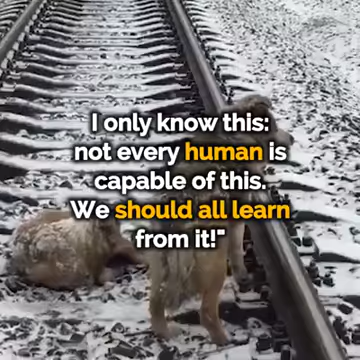 I only know this:
not every human is
capable of this.
We should all learn
from it!"